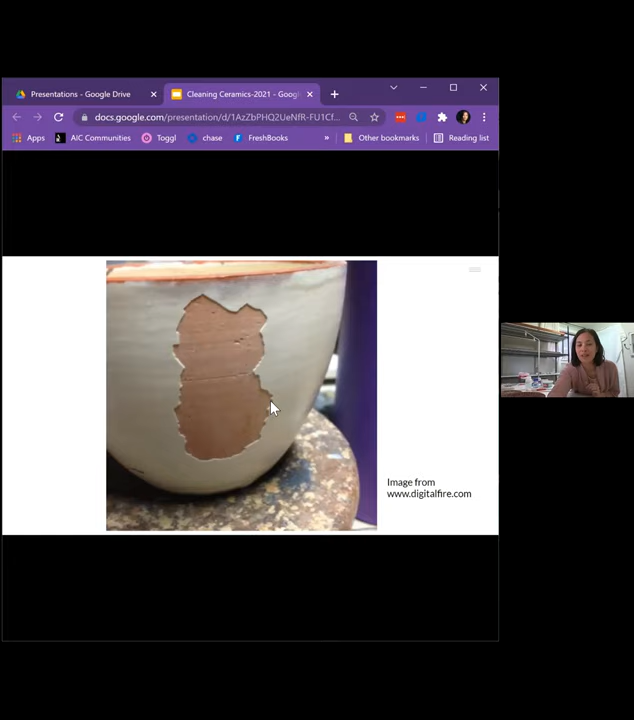 Presentations - Google Drive
Cleaning Ceramics-2021 - Goog
docs.google.com/presentation/d/1AzZbPHQ2UeNfR-FU1Cf...
Apps
AIC Communities
Toggl
chase
FreshBooks
»
Other bookmarks
Reading list
Image from
www.digitalfire.com